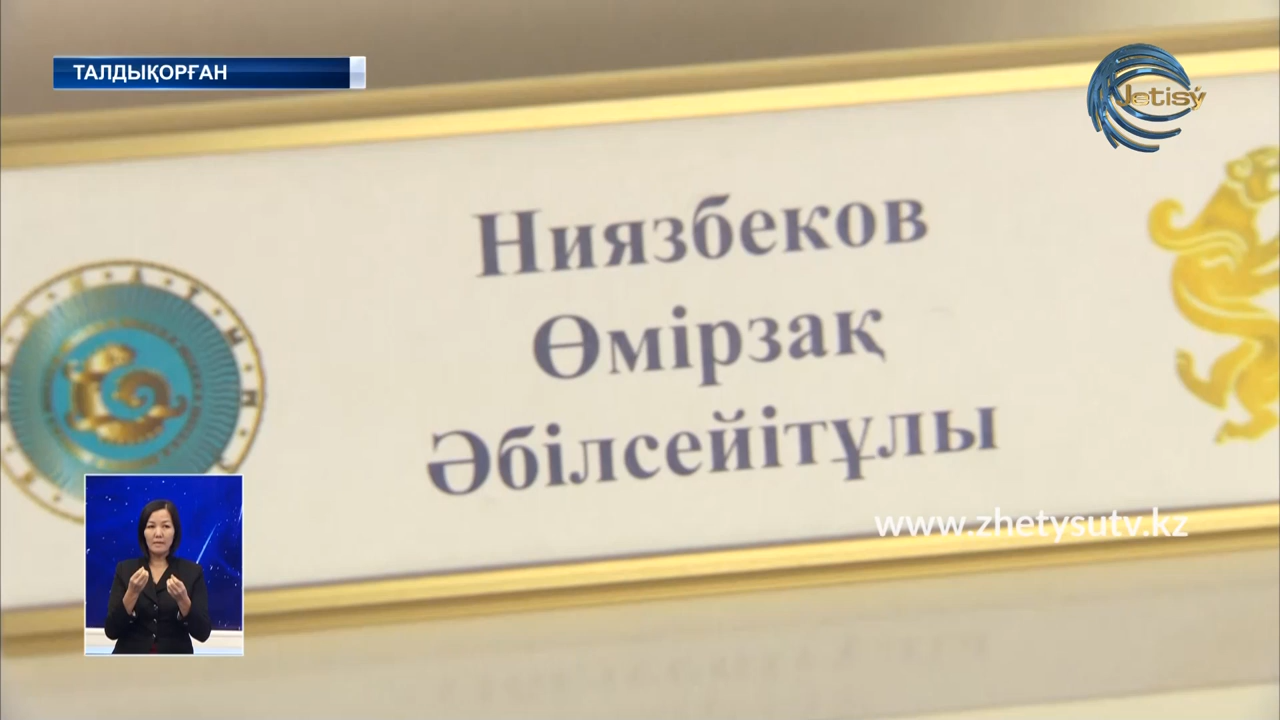 ТАЛДЫҚОРҒАН
Jetisý
Ниязбеков
Өмірзақ
Әбілсейітұлы
www.zhetysutv.kz